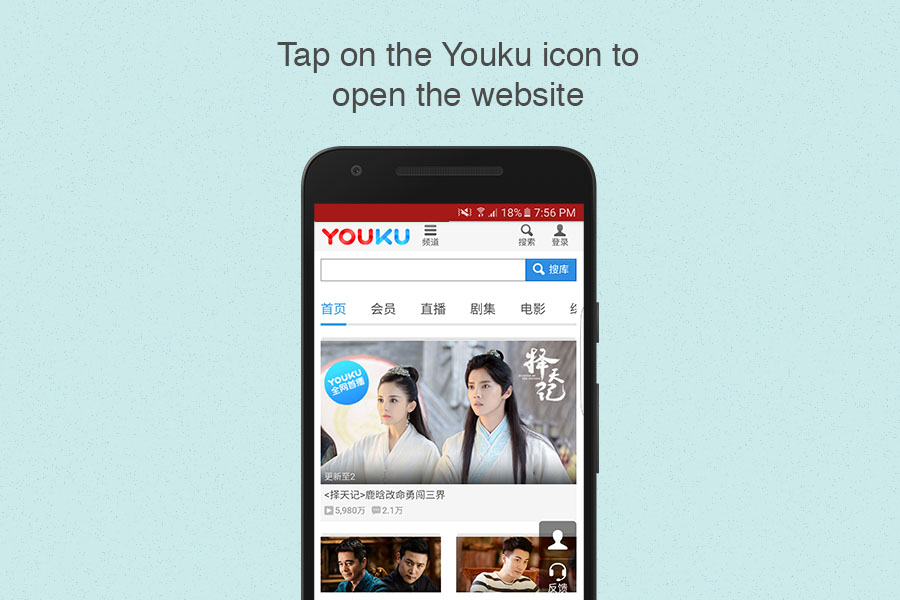 Tap on the Youku icon to
open the website
18% 7:56 PM
YOUKU
频道
搜索
登录
搜库
首页 会员 直播 剧集 电影
YOUKU
全网首播
择天记
更新至2
<择天记>鹿晗改命勇闯三界
5,980万 2.1万
反馈